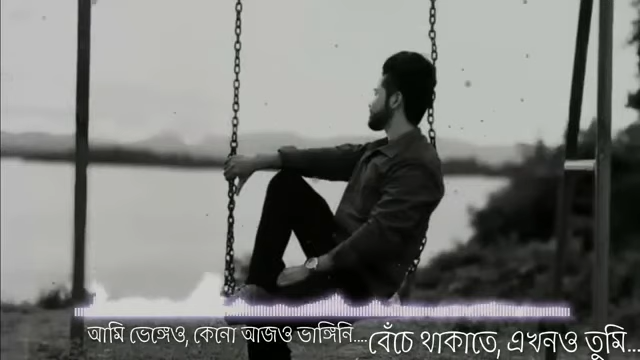 আমি ভেঙ্গেও, কেনো আজও ভাঙ্গিনি....
বেঁচে থাকাতে, এখনও তুমি...